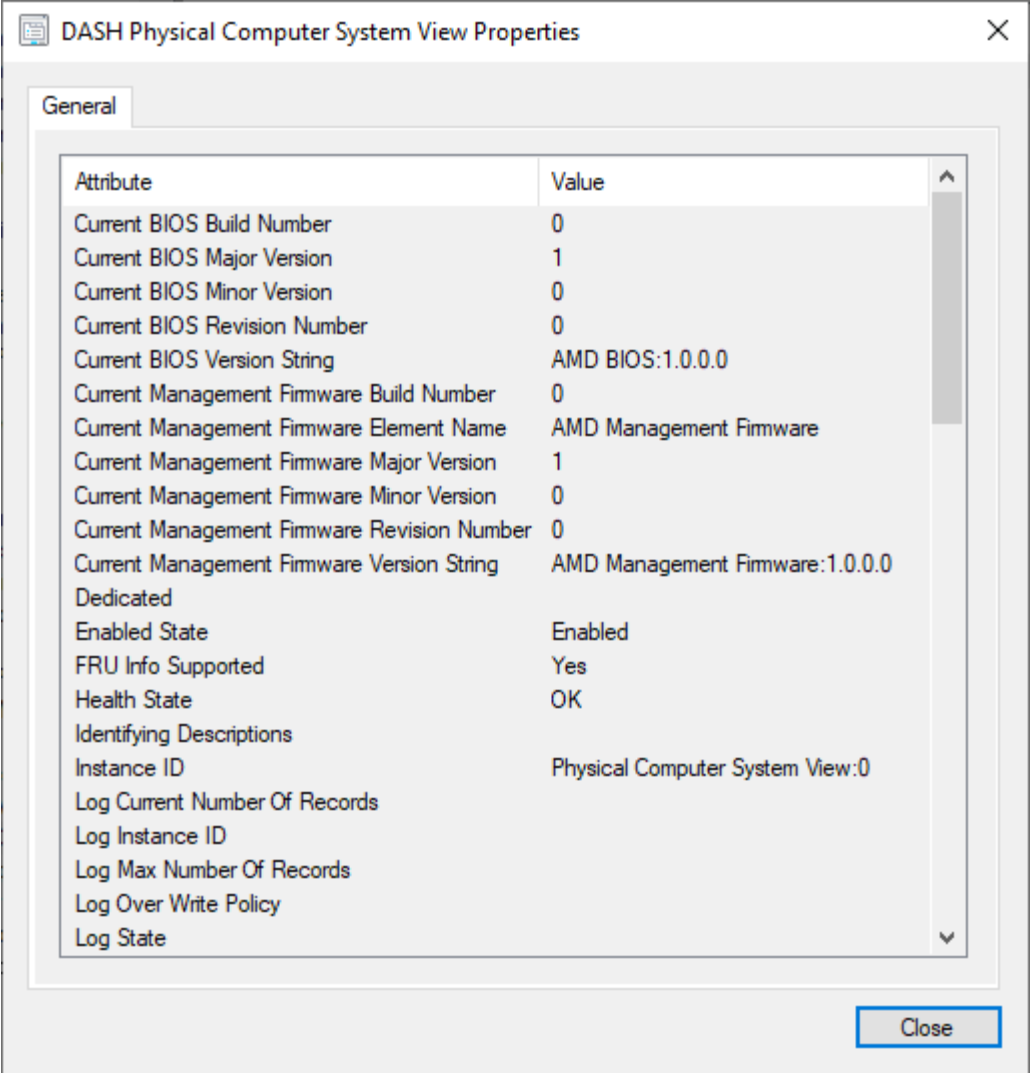 DASH Physical Computer System View Properties
General
Attribute Value
Current BIOS Build Number 0
Current BIOS Major Version 1
Current BIOS Minor Version 0
Current BIOS Revision Number 0
Current BIOS Version String AMD BIOS:1.0.0.0
Current Management Firmware Build Number 0
Current Management Firmware Element Name AMD Management Firmware
Current Management Firmware Major Version 1
Current Management Firmware Minor Version 0
Current Management Firmware Revision Number 0
Current Management Firmware Version String AMD Management Firmware:1.0.0.0
Dedicated
Enabled State Enabled
FRU Info Supported Yes
Health State OK
Identifying Descriptions
Instance ID Physical Computer System View:0
Log Current Number Of Records
Log Instance ID
Log Max Number Of Records
Log Over Write Policy
Log State
Close